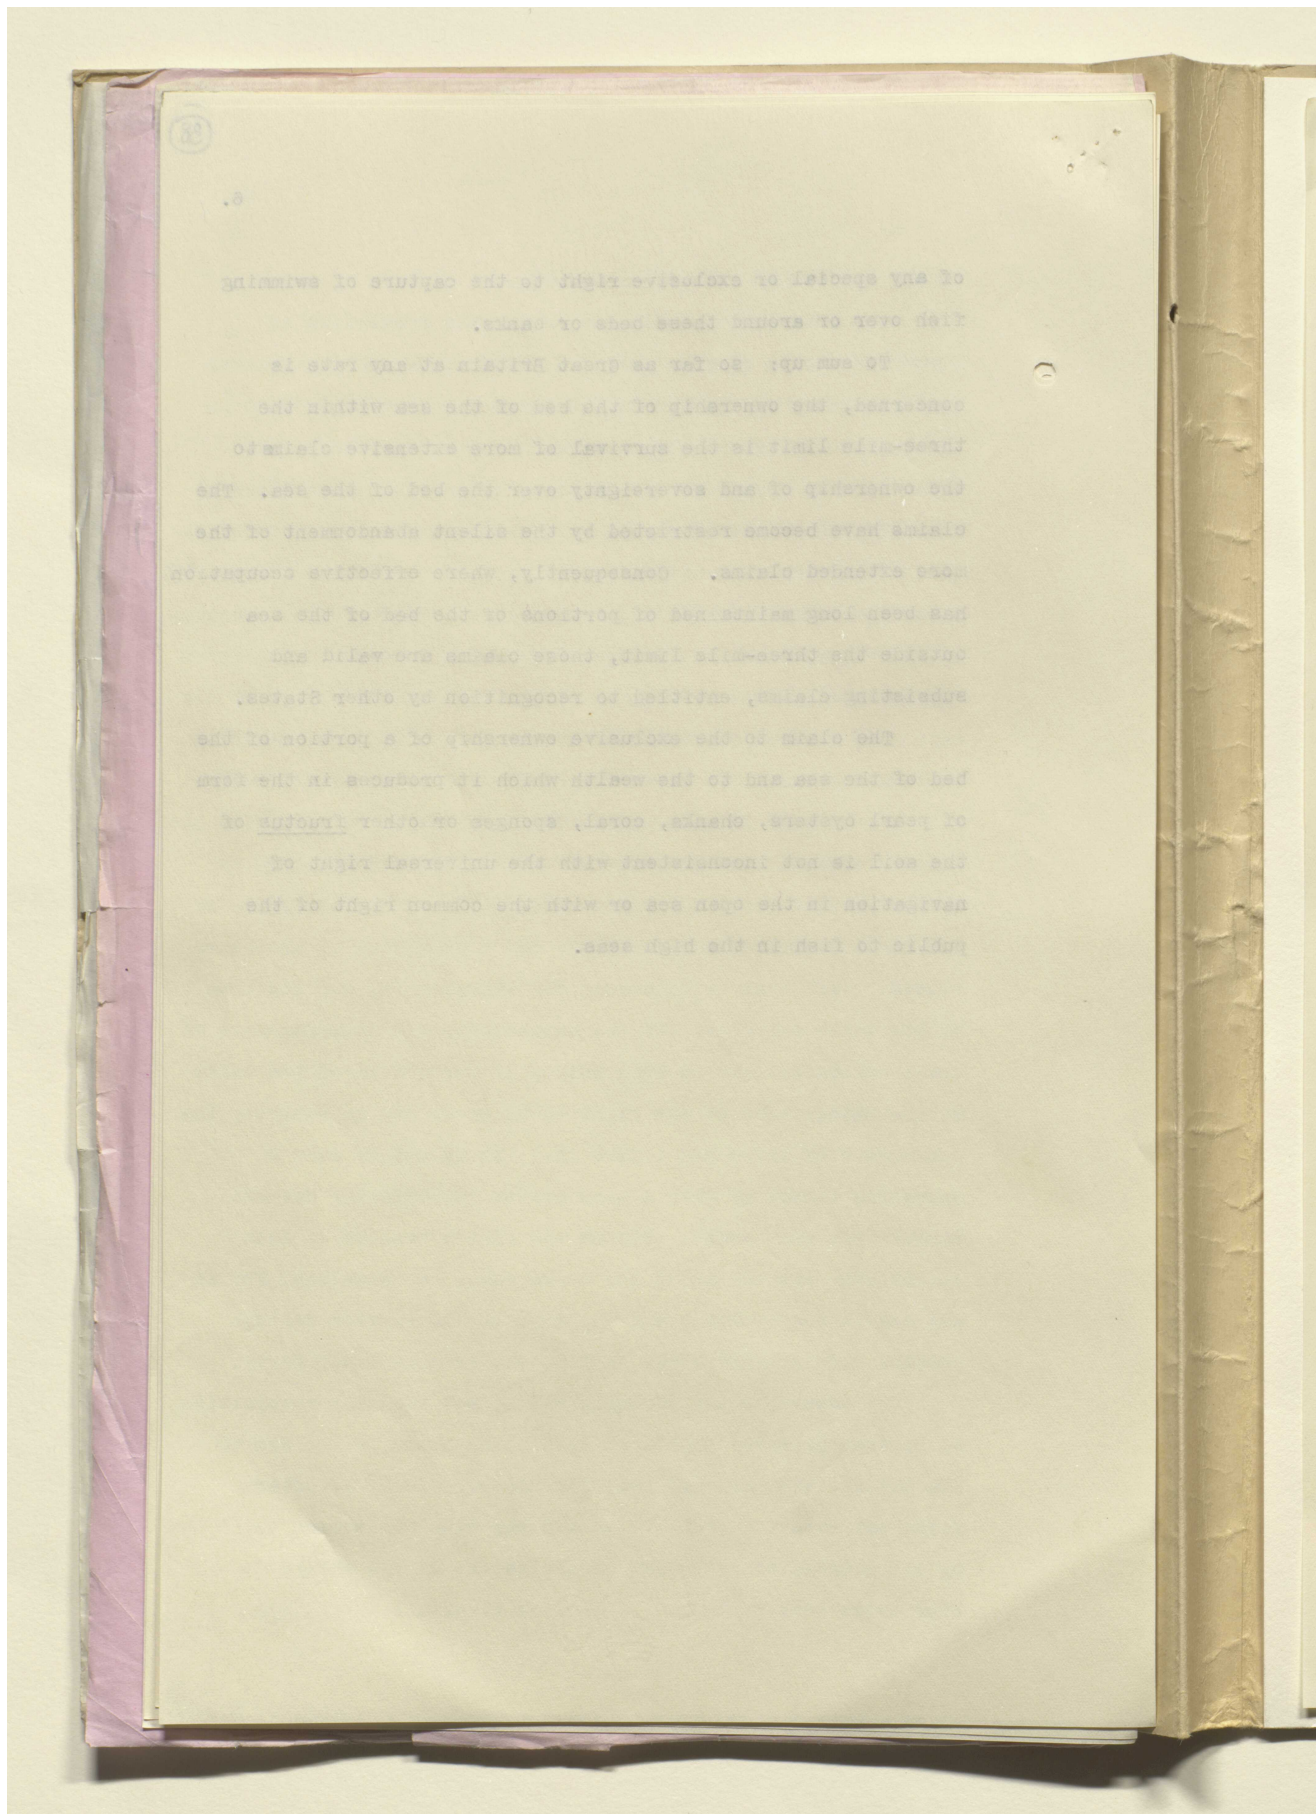 6.
of any special or exclusive right to the capture of swimming
fish over or around these beds or banks.
To sum up: so far as Great Britain at any rate is
concerned, the ownership of the bed of the sea within the
three-mile limit is the survival of more extensive claims to
the ownership of and sovereignty over the bed of the sea. The
claims have become restricted by the silent abandonment of the
more extended claims. Consequently, where effective occupation
has been long maintained of portions of the bed of the sea
outside the three-mile limit, those claims are valid and
subsisting claims, entitled to recognition by other States.
The claim to the exclusive ownership of a portion of the
bed of the sea and to the wealth which it produces in the form
of pearl oysters, chanks, coral, sponges or other fructus of
the soil is not inconsistent with the universal right of
navigation in the open sea or with the common right of the
public to fish in the high seas.